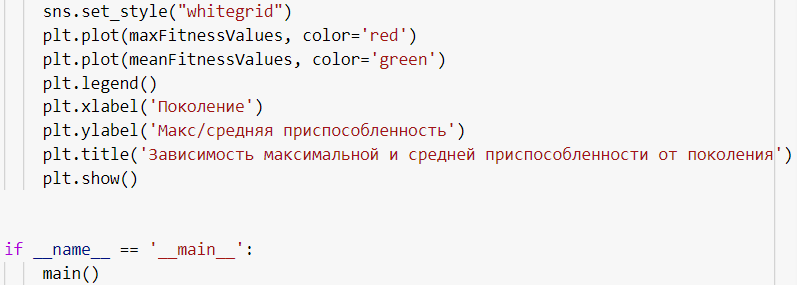 sns.set_style("whitegrid")
plt.plot(maxFitnessValues, color='red')
plt.plot(meanFitnessValues, color='green')
plt.legend()
plt.xlabel('Поколение')
plt.ylabel('Макс/средняя приспособленность')
plt.title('Зависимость максимальной и средней приспособленности от поколения')
plt.show()
if __name__ == '__main__':
main()